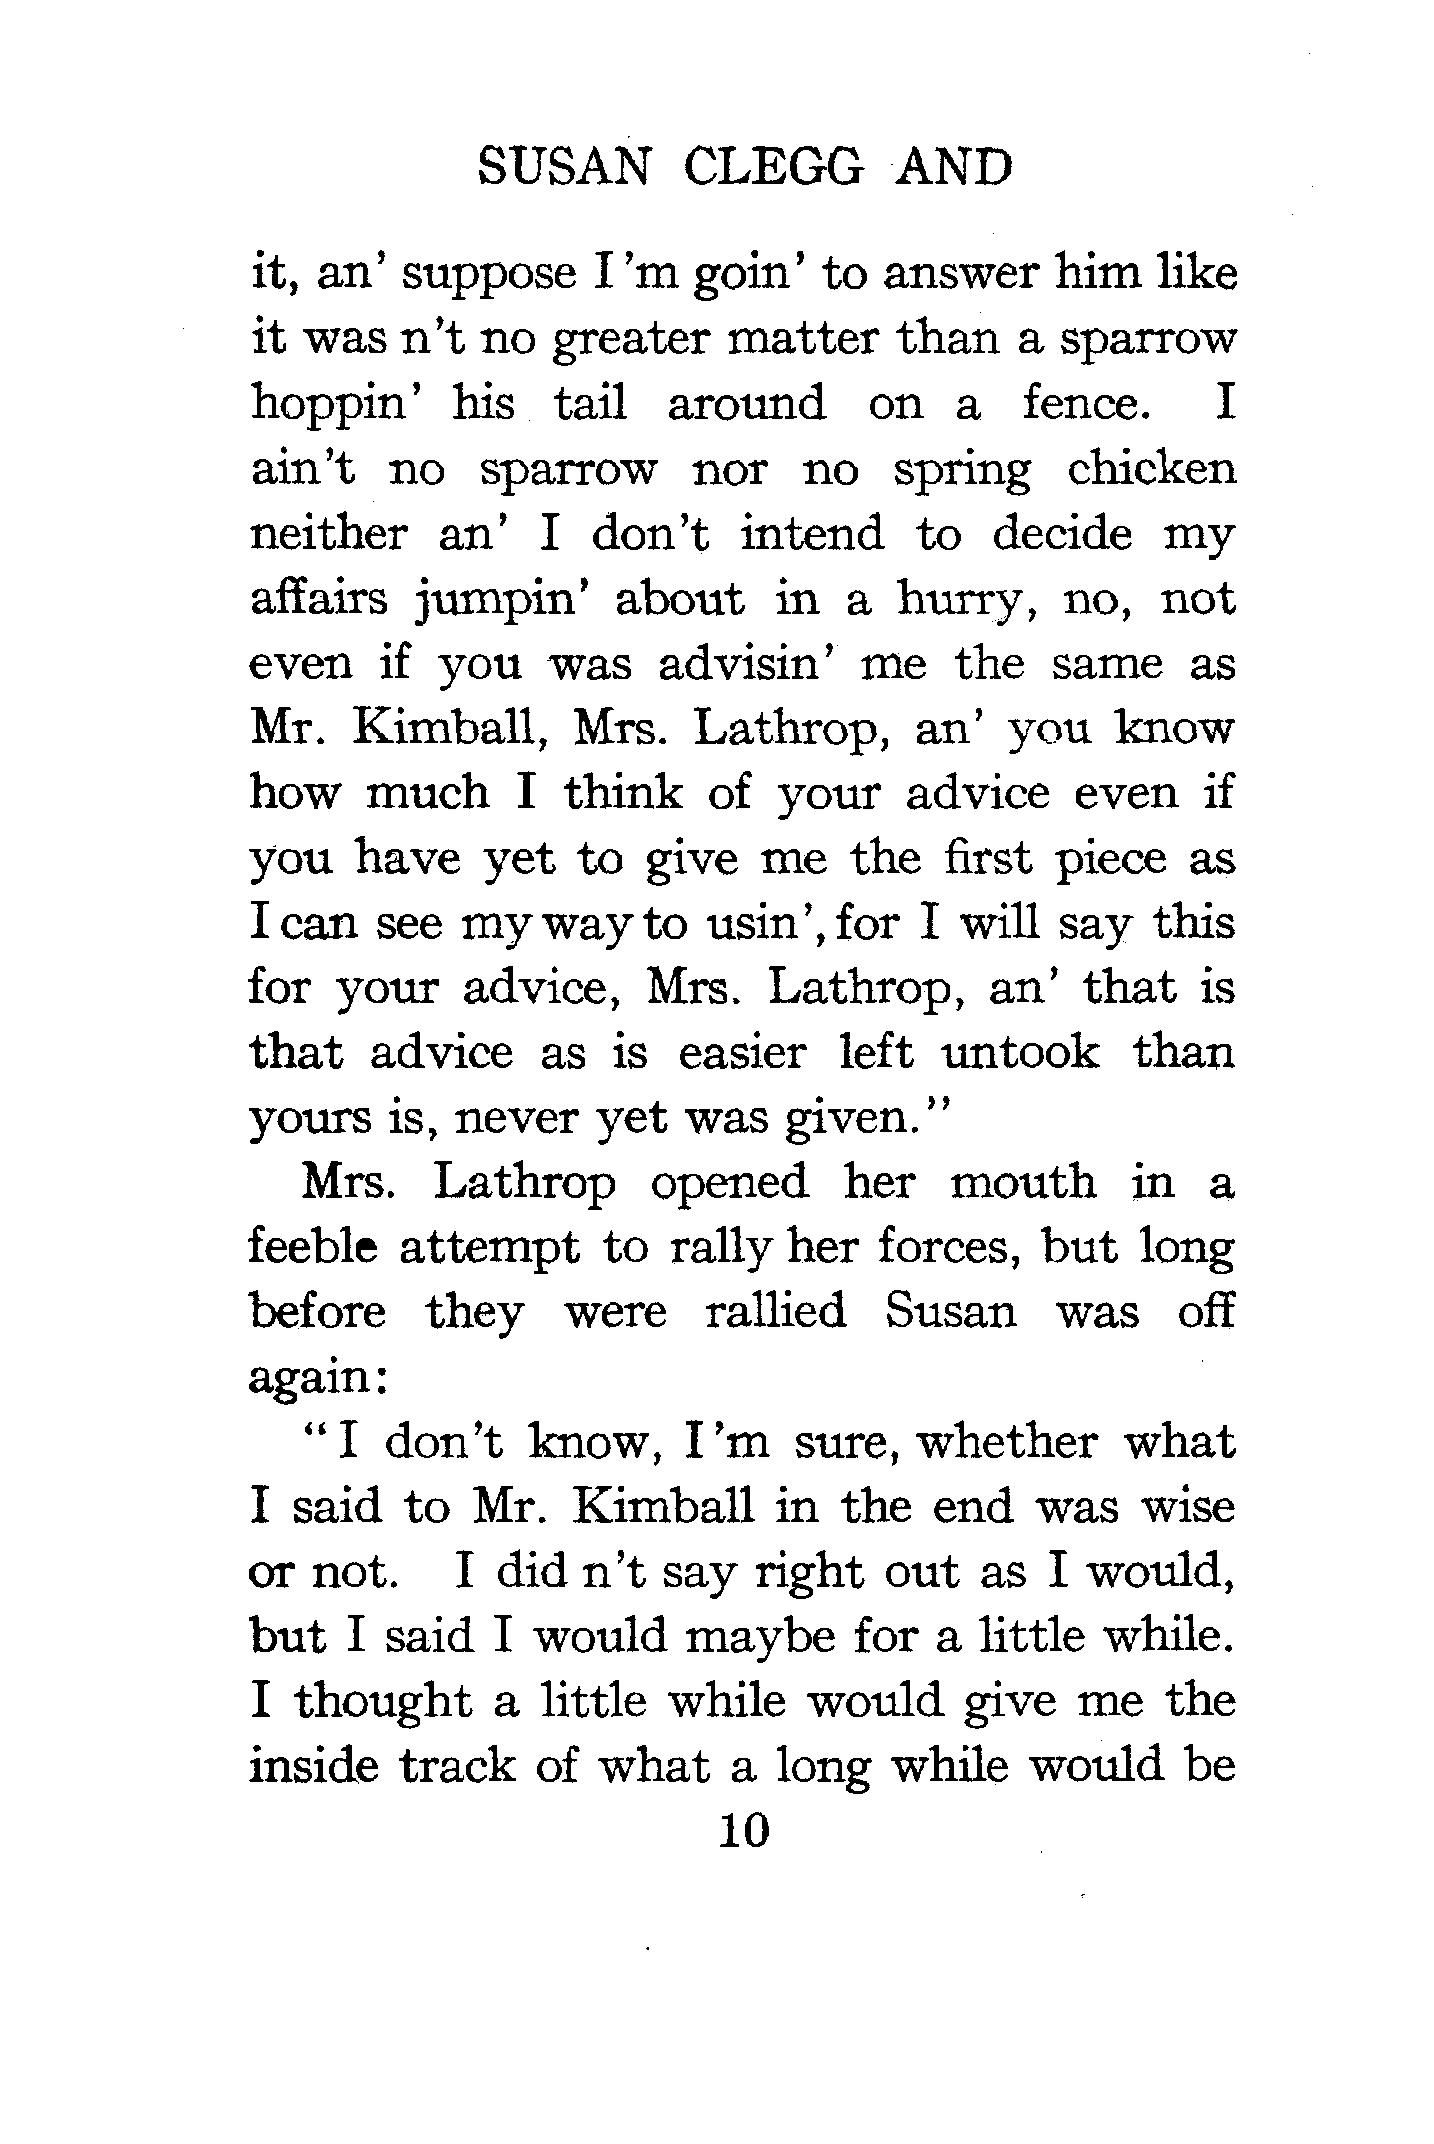 SUSAN CLEGG AND
it, an' suppose I 'm goin' to answer him like
it was n't no greater matter than a sparrow
hoppin' his tail around on a fence. I
ain't no sparrow nor no spring chicken
neither an' I don't intend to decide my
affairs jumpin' about in a hurry, no, not
even if you was advisin' me the same as
Mr. Kimball, Mrs. Lathrop, an' you know
how much I think of your advice even if
you have yet to give me the first piece as
I can see my way to usin', for I will say this
for your advice, Mrs. Lathrop, an' that is
that advice as is easier left untook than
yours is, never yet was given."
Mrs. Lathrop opened her mouth in a
feeble attempt to rally her forces, but long
before they were rallied Susan was off
again:
"I don't know, I 'm sure, whether what
I said to Mr. Kimball in the end was wise
or not. I did n't say right out as I would,
but I said I would maybe for a little while.
I thought a little while would give me the
inside track of what a long while would be
10